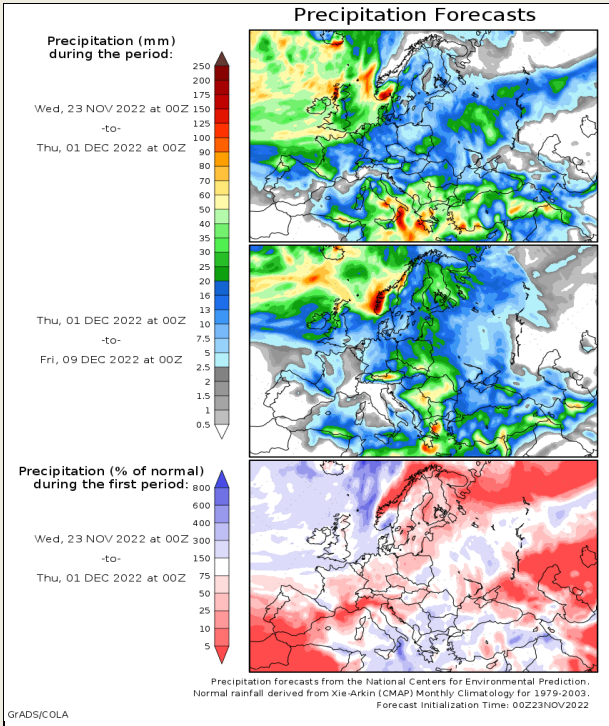 Precipitation Forecasts
Precipitation (mm)
during the period:
Wed, 23 NOV 2022 at 00Z
-to-
Thu, 01 DEC 2022 at 00Z
250
200
175
150
125
100
90
80
70
60
50
40
35
30
25
20
16
13
10
7.5
5
2.5
2
1.5
1
0.5
Thu, 01 DEC 2022 at 00Z
-to-
Fri, 09 DEC 2022 at 00Z
Precipitation (% of normal)
during the first period:
Wed, 23 NOV 2022 at 00Z
-to-
Thu, 01 DEC 2022 at 00Z
800
600
400
300
150
75
50
25
10
5
Precipitation forecasts from the National Centers for Environmental Prediction.
Normal rainfall derived from Xie-Arkin (CMAP) Monthly Climatology for 1979-2003.
Forecast Initialization Time: 00Z23NOV2022
GrADS/COLA